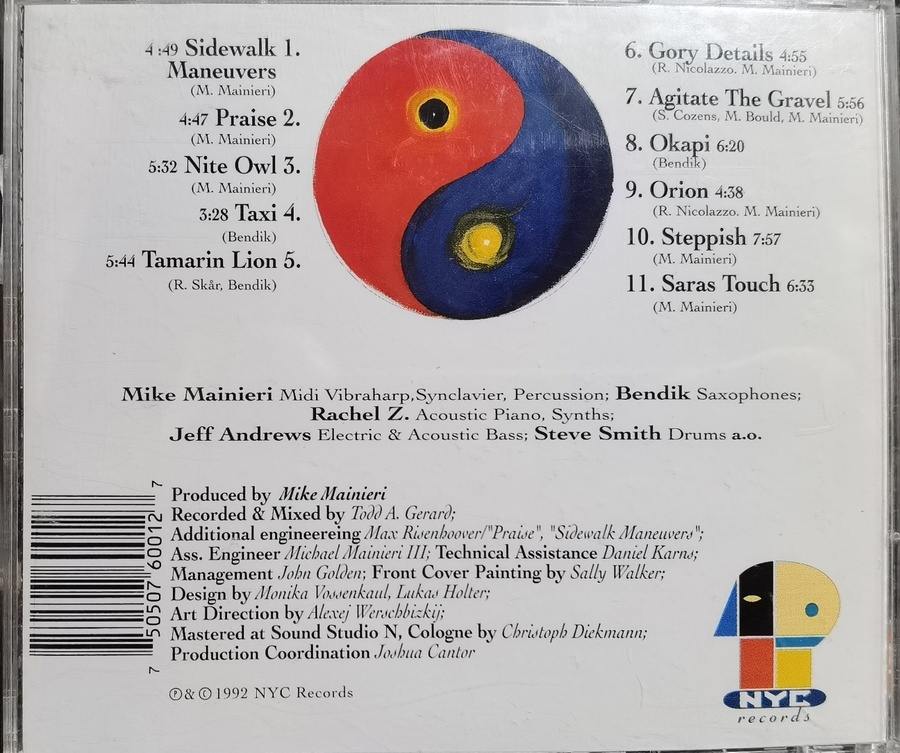 4:49 Sidewalk 1.
Maneuvers
(M. Mainieri)
4:47 Praise 2.
(M. Mainieri)
5:32 Nite Owl 3.
(M. Mainieri)
3:28 Taxi 4.
(Bendik)
5:44 Tamarin Lion 5.
(R. Skår, Bendik)
6. Gory Details 4:55
(R. Nicolazzo. M. Mainieri)
7. Agitate The Gravel 5:56
(S. Cozens, M. Bould, M. Mainieri)
8. Okapi 6:20
(Bendik)
9. Orion 4:38
(R. Nicolazzo. M. Mainieri)
10. Steppish 7:57
(M. Mainieri)
11. Saras Touch 6:33
(M. Mainieri)
Mike Mainieri Midi Vibraharp,Synclavier, Percussion; Bendik Saxophones;
Rachel Z. Acoustic Piano, Synths;
Jeff Andrews Electric & Acoustic Bass; Steve Smith Drums a.o.
Produced by Mike Mainieri
Recorded & Mixed by Todd A. Gerard;
Additional engineereing Max Risenhoover/"Praise", "Sidewalk Maneuvers";
Ass. Engineer Michael Mainieri III; Technical Assistance Daniel Karns;
Management John Golden; Front Cover Painting by Sally Walker;
Design by Monika Vossenkaul, Lukas Holter;
Art Direction by Alexej Werschbizkij;
Mastered at Sound Studio N, Cologne by Christoph Diekmann;
Production Coordination Joshua Cantor
℗ & © 1992 NYC Records
7 50507 60012 7
NYC
records